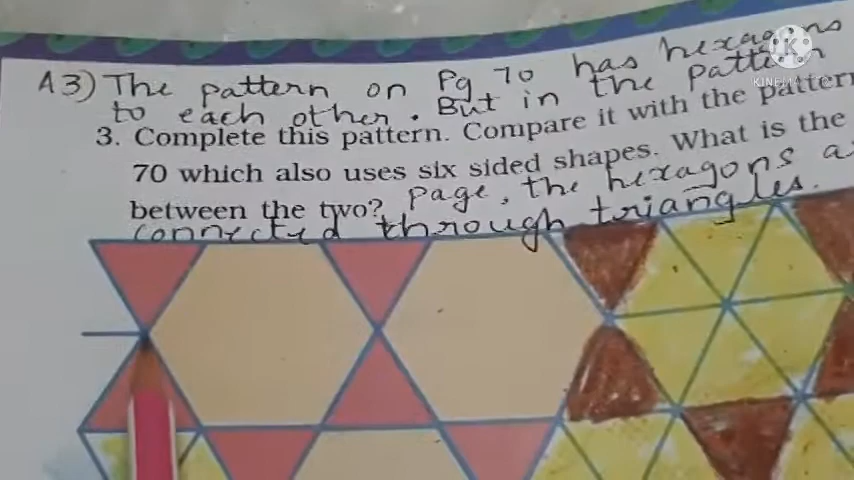 A3) The pattern on Pg 70 has hexagons
to each other. But in the pattern
3. Complete this pattern. Compare it with the pattern
70 which also uses six sided shapes. What is the
between the two? page, the hexagons a
connected through triangles.
K
KINEMA